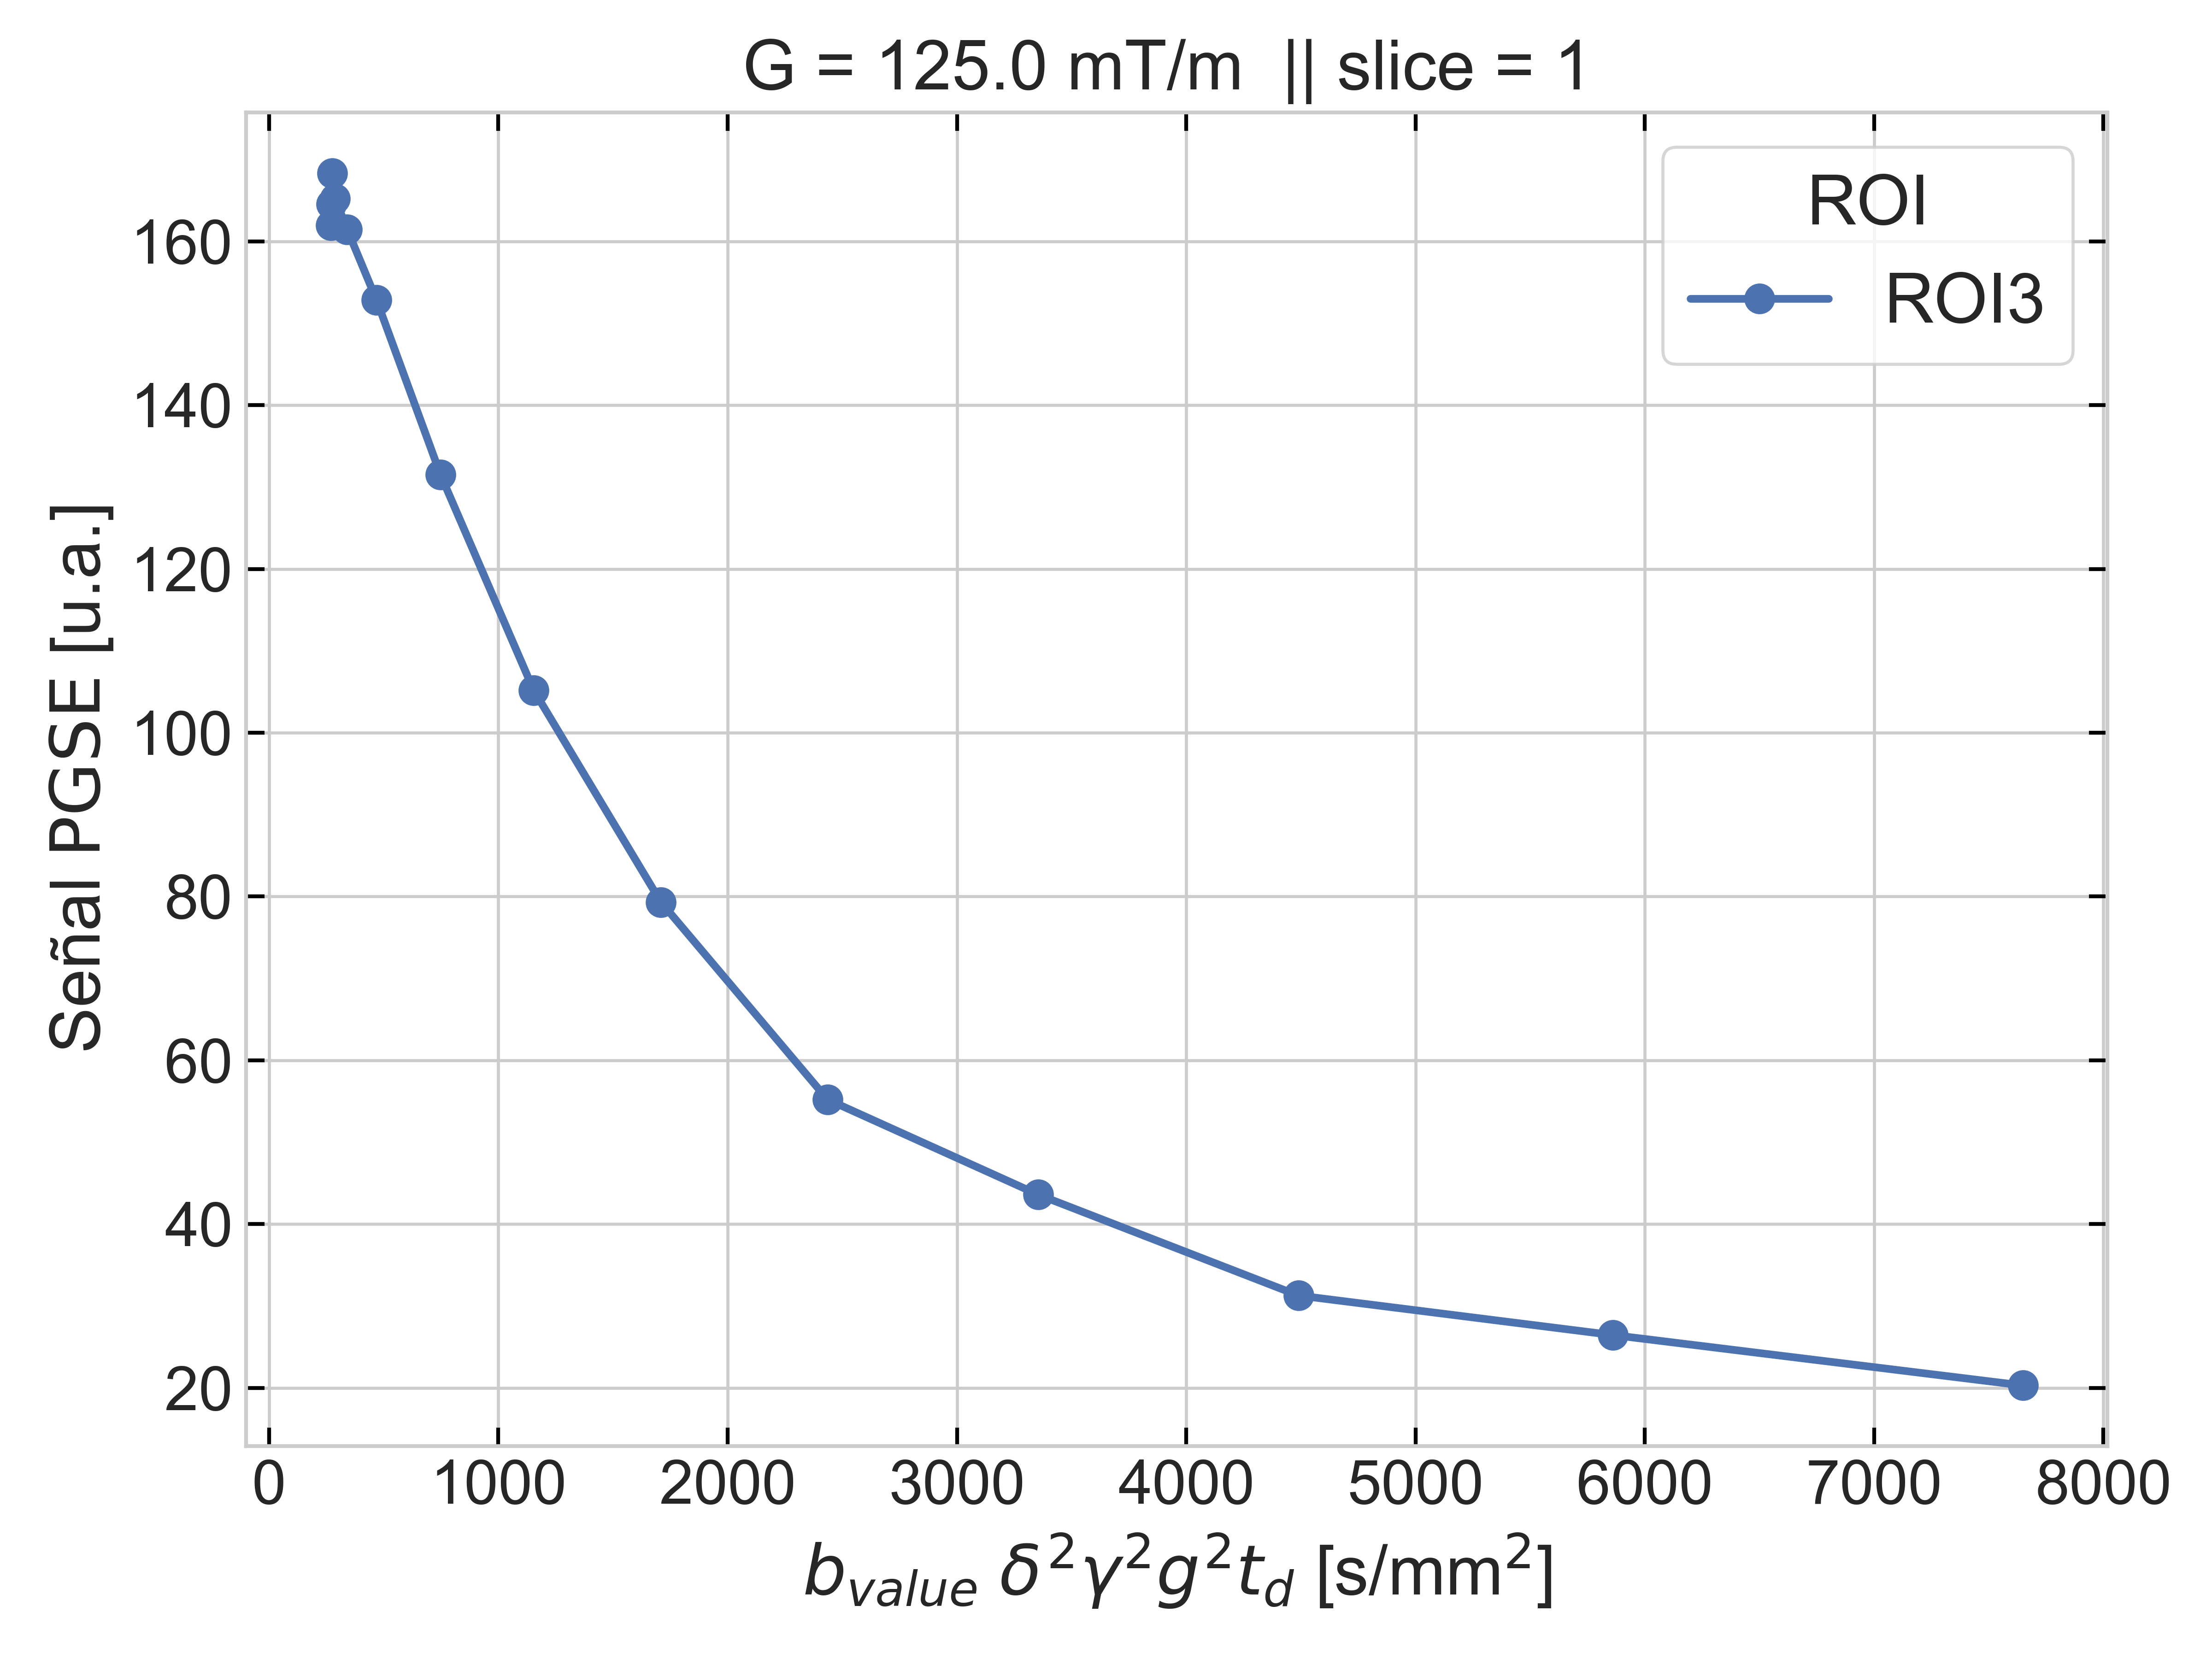 G = 125.0 mT/m || slice = 1
ROI
ROI3
Señal PGSE [u.a.]
160
140
120
100
80
60
40
20
0 1000 2000 3000 4000 5000 6000 7000 8000
b_value δ²γ²g²t_d [s/mm²]